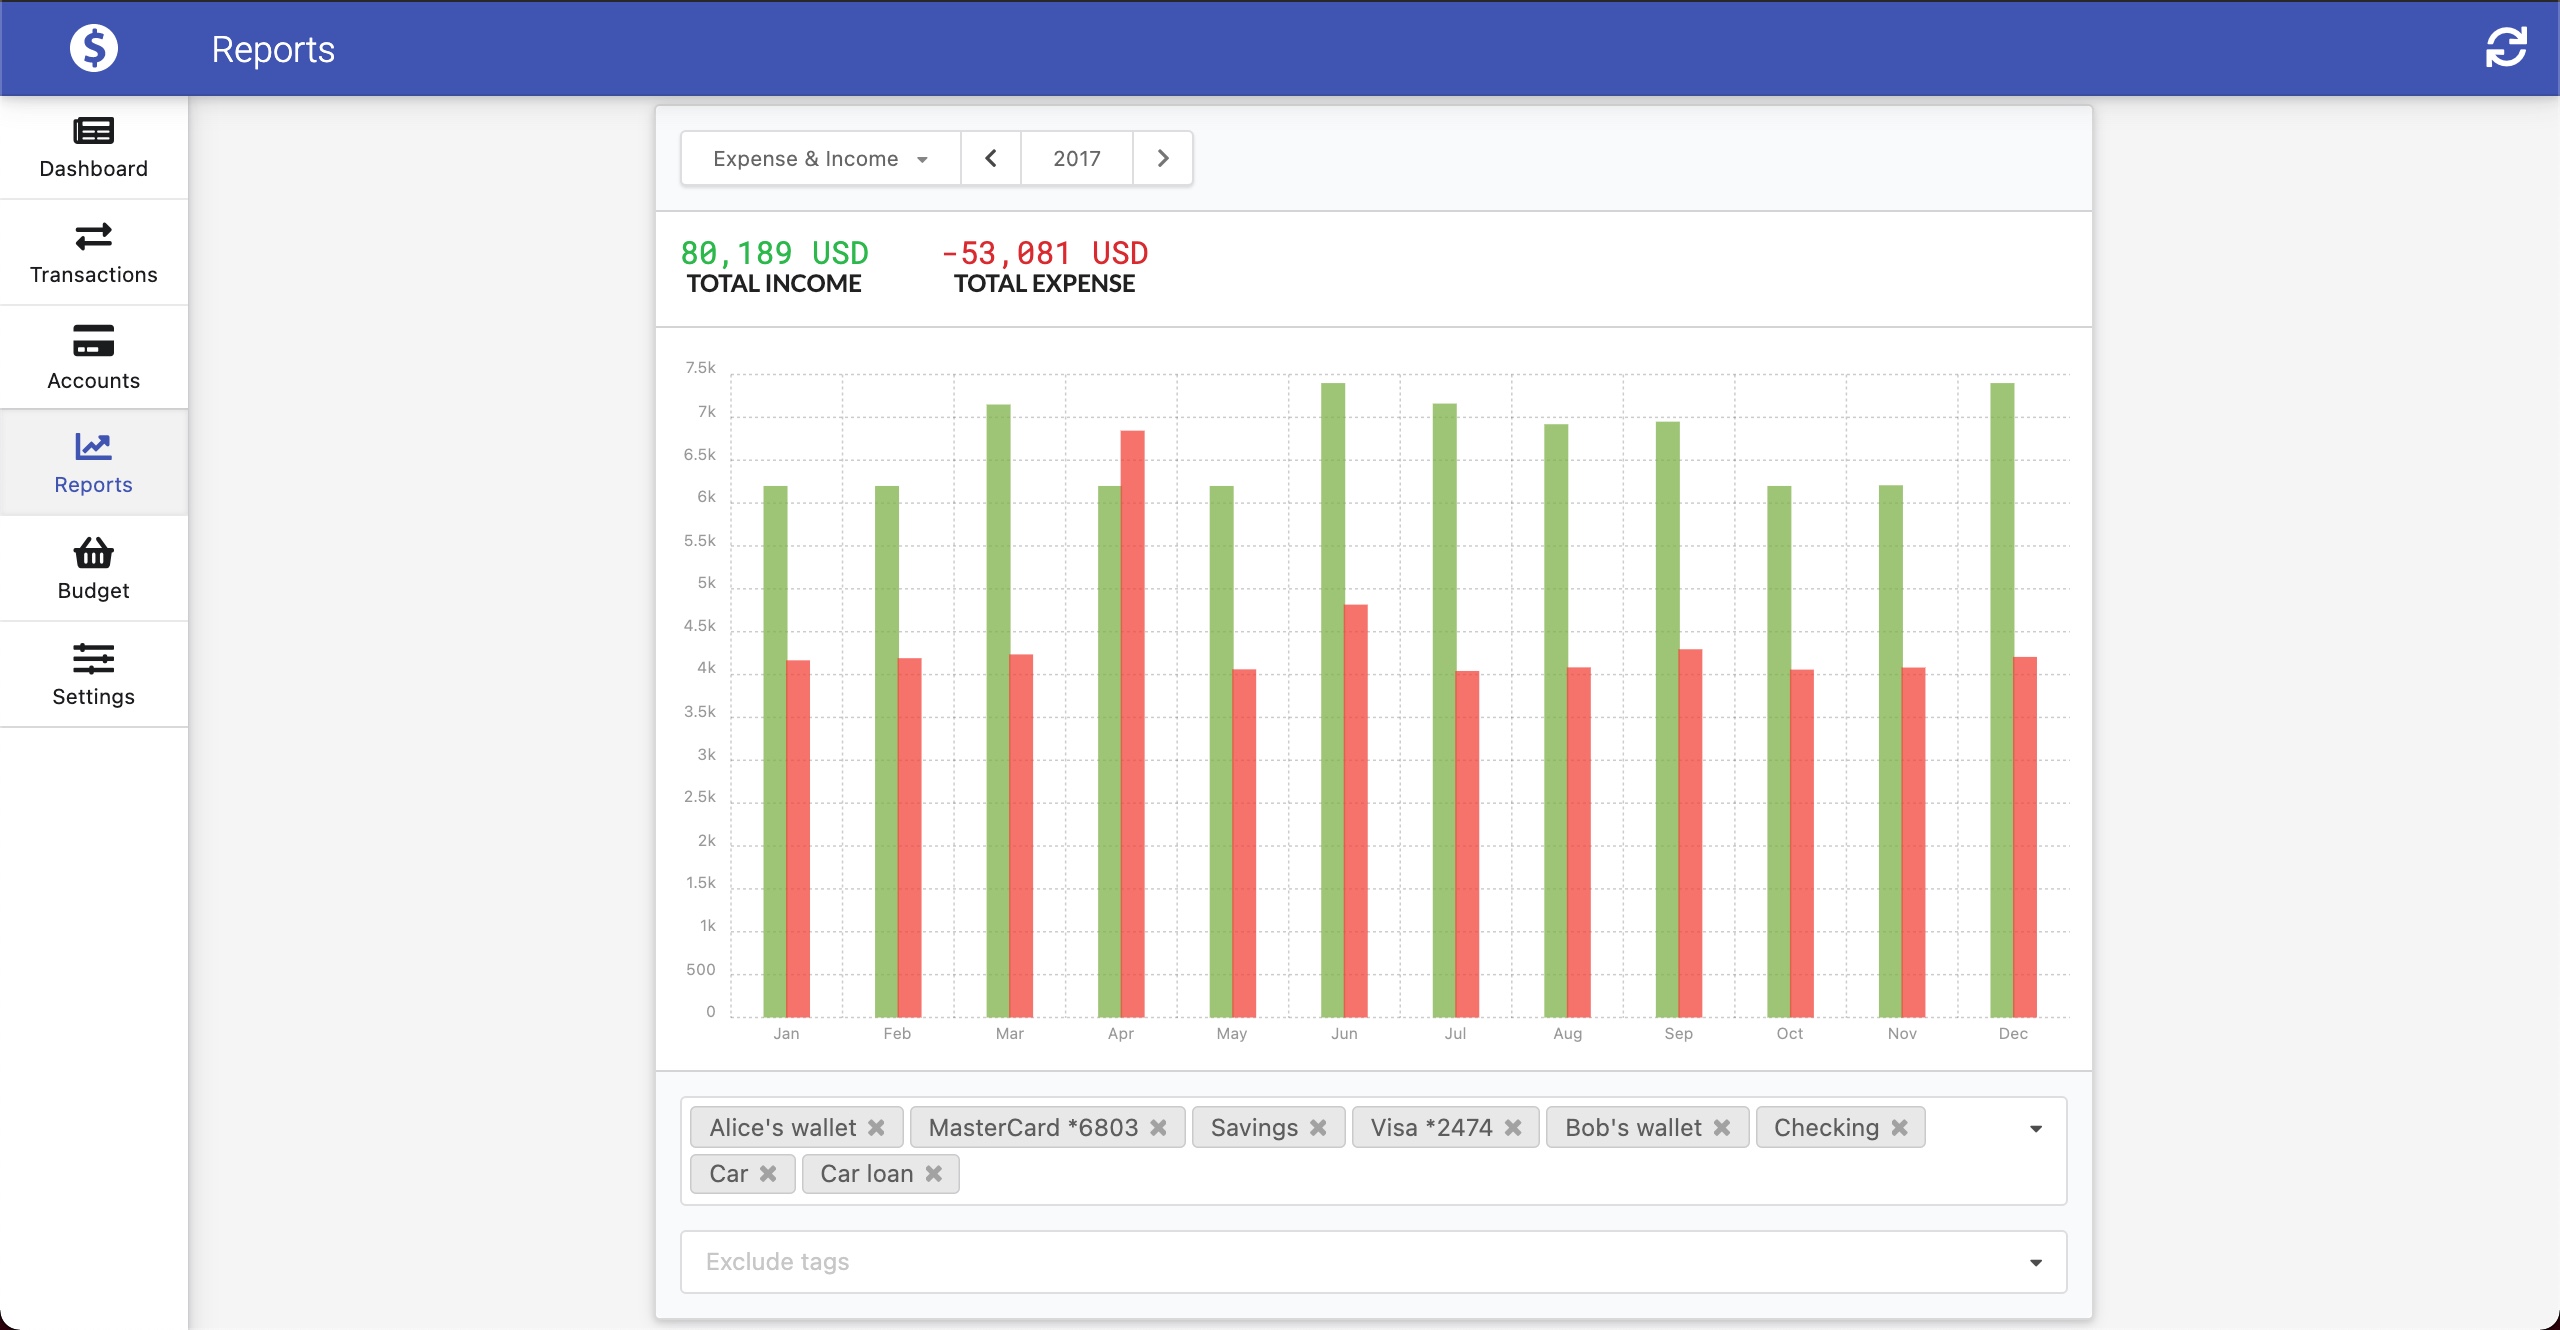 $ Reports
Dashboard
Transactions
Accounts
Reports
Budget
Settings
Expense & Income 2017
80,189 USD -53,081 USD
TOTAL INCOME TOTAL EXPENSE
7.5k
7k
6.5k
6k
5.5k
5k
4.5k
4k
3.5k
3k
2.5k
2k
1.5k
1k
500
0
Jan Feb Mar Apr May Jun Jul Aug Sep Oct Nov Dec
Alice's wallet MasterCard *6803 Savings Visa *2474 Bob's wallet Checking
Car Car loan
Exclude tags